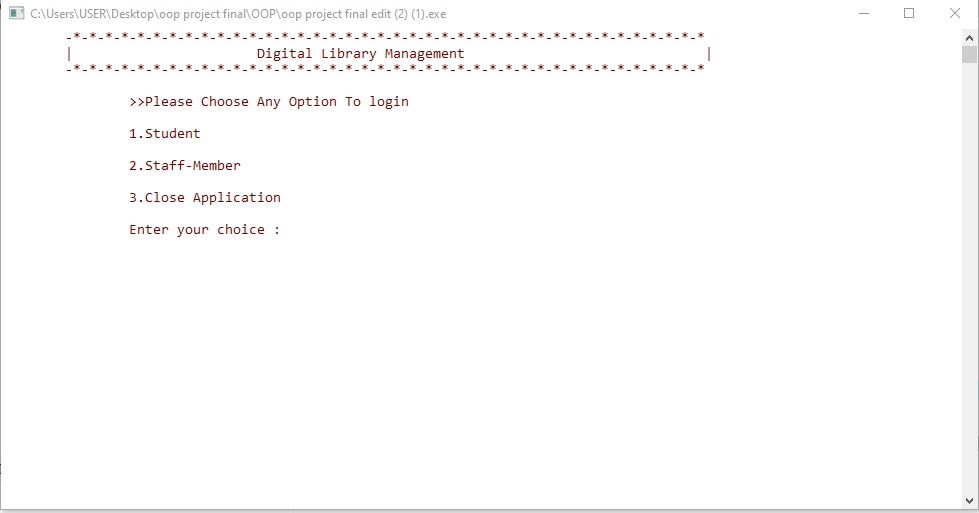 C:\Users\USER\Desktop\oop project final\OOP\oop project final edit (2) (1).exe
-*-*-*-*-*-*-*-*-*-*-*-*-*-*-*-*-*-*-*-*-*-*-*-*-*-*-*-*-*-*-*-*-*-*-*-*-*-*-*-*
| Digital Library Management |
-*-*-*-*-*-*-*-*-*-*-*-*-*-*-*-*-*-*-*-*-*-*-*-*-*-*-*-*-*-*-*-*-*-*-*-*-*-*-*-*
>>Please Choose Any Option To login
1.Student
2.Staff-Member
3.Close Application
Enter your choice :